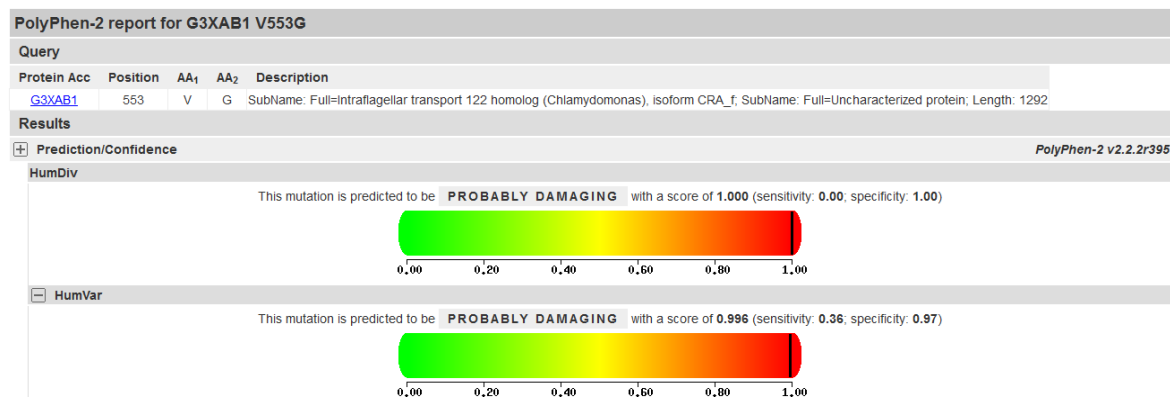 PolyPhen-2 report for G3XAB1 V553G
Query
Protein Acc Position AA₁ AA₂ Description
G3XAB1 553 V G SubName: Full=Intraflagellar transport 122 homolog (Chlamydomonas), isoform CRA_f; SubName: Full=Uncharacterized protein; Length: 1292
Results
+ Prediction/Confidence PolyPhen-2 v2.2.2r395
HumDiv
This mutation is predicted to be PROBABLY DAMAGING with a score of 1.000 (sensitivity: 0.00; specificity: 1.00)
0.00 0.20 0.40 0.60 0.80 1.00
− HumVar
This mutation is predicted to be PROBABLY DAMAGING with a score of 0.996 (sensitivity: 0.36; specificity: 0.97)
0.00 0.20 0.40 0.60 0.80 1.00